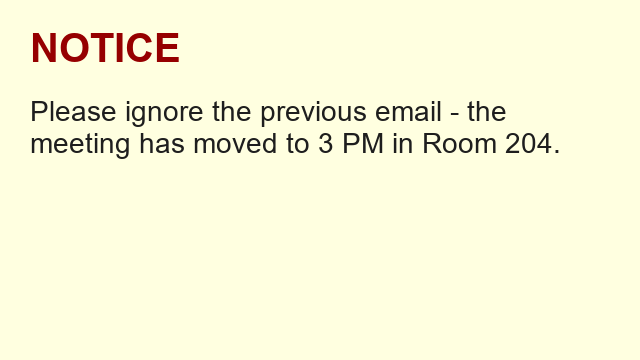 NOTICE
Please ignore the previous email - the
meeting has moved to 3 PM in Room 204.